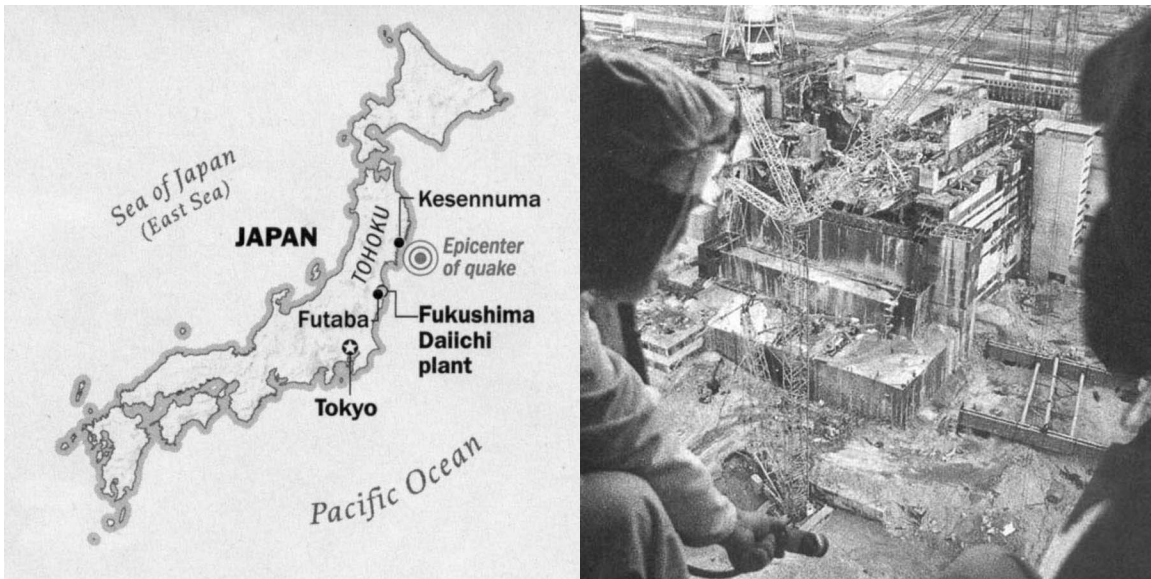 Sea of Japan
(East Sea)
JAPAN
TOHOKU
Kesennuma
Epicenter
of quake
Futaba
Fukushima
Daiichi
plant
Tokyo
Pacific Ocean